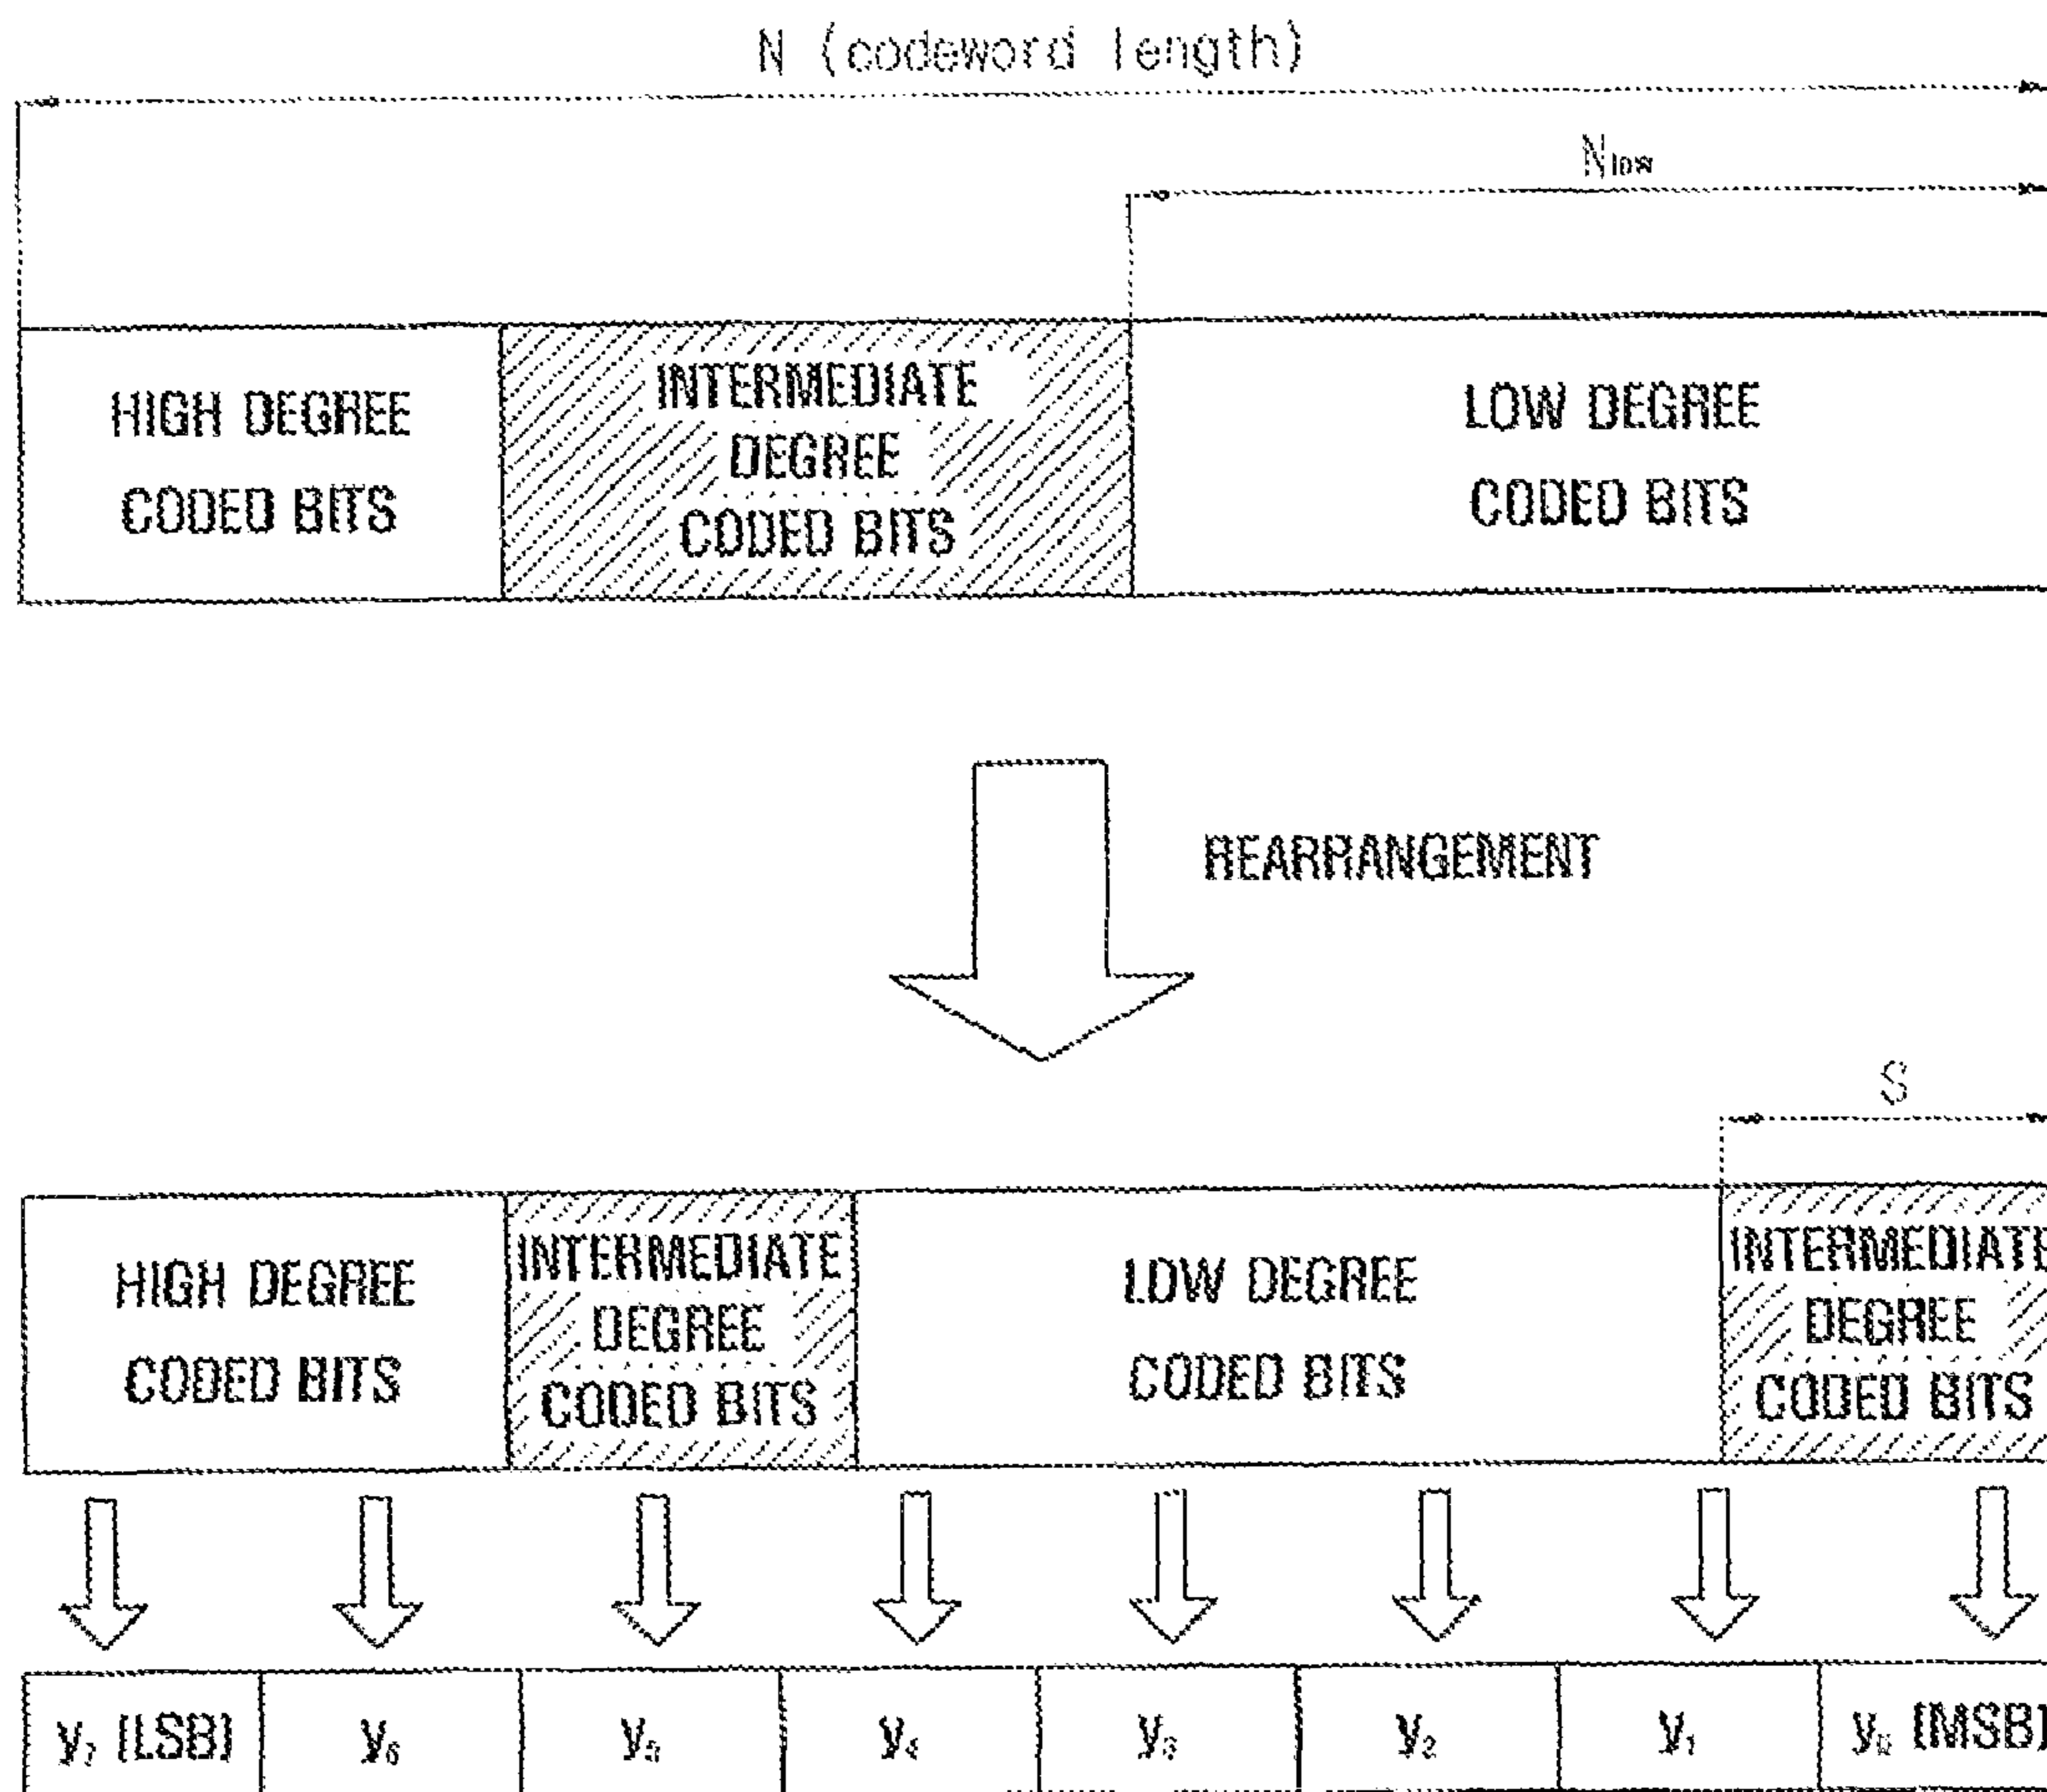 N (codeword length)
Nlow
HIGH DEGREE
CODED BITS
INTERMEDIATE
DEGREE
CODED BITS
LOW DEGREE
CODED BITS
REARRANGEMENT
S
HIGH DEGREE
CODED BITS
INTERMEDIATE
DEGREE
CODED BITS
LOW DEGREE
CODED BITS
INTERMEDIATE
DEGREE
CODED BITS
y7 (LSB) y6 y5 y4 y3 y2 y1 y0 (MSB)